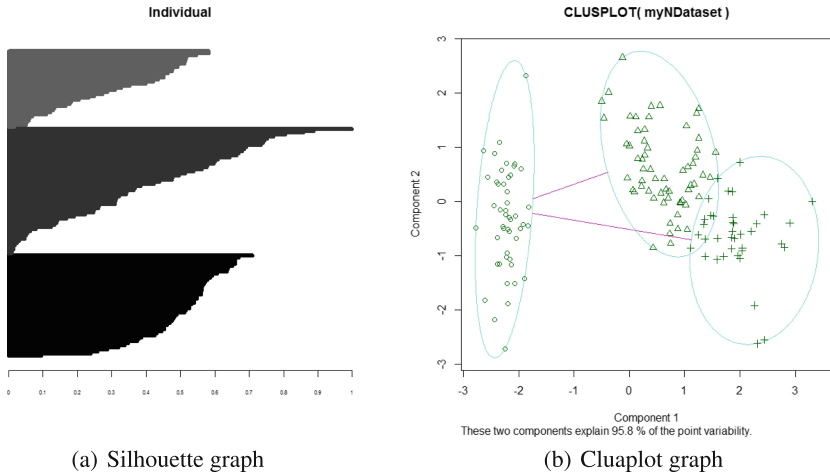 Individual
0 0.1 0.2 0.3 0.4 0.5 0.6 0.7 0.8 0.9 1
(a) Silhouette graph
CLUSPLOT( myNDataset )
Component 2
3
2
1
0
-1
-2
-3
-3 -2 -1 0 1 2 3
Component 1
These two components explain 95.8 % of the point variability.
(b) Cluaplot graph